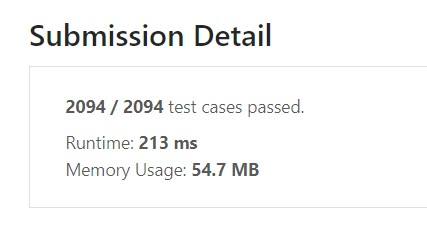 Submission Detail
2094 / 2094 test cases passed.
Runtime: 213 ms
Memory Usage: 54.7 MB